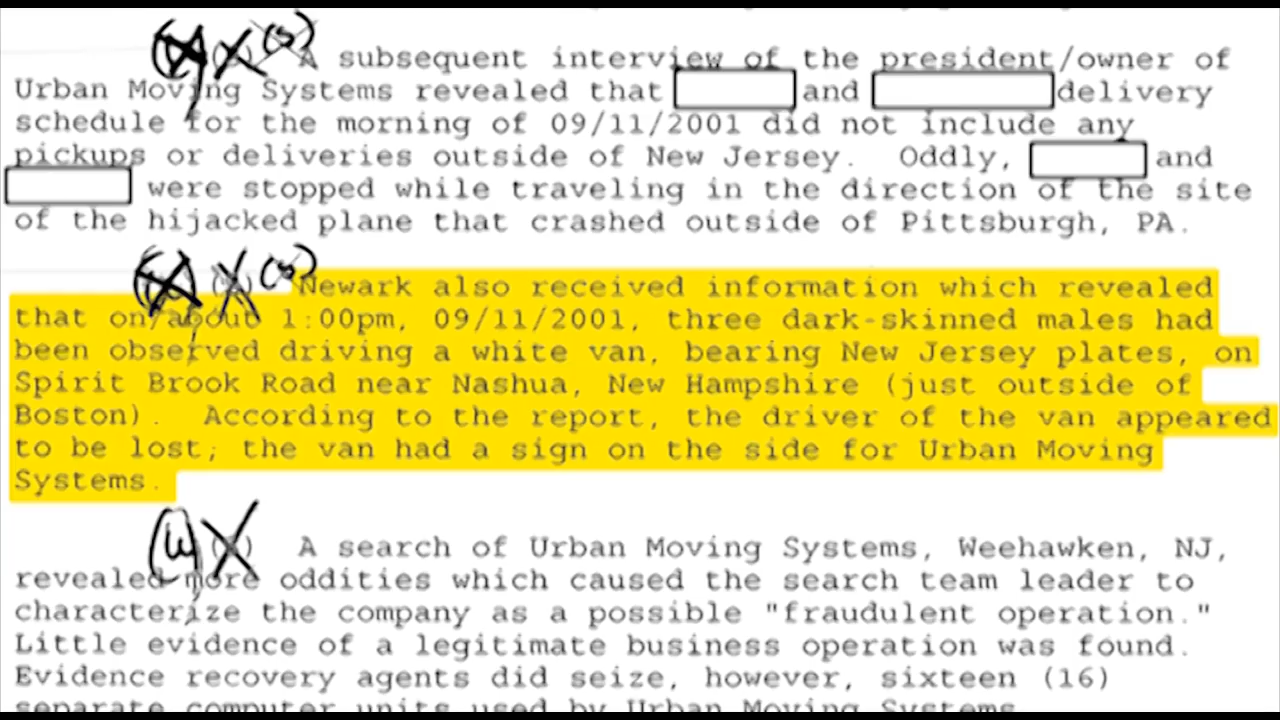 (S) A subsequent interview of the president/owner of
Urban Moving Systems revealed that and delivery
schedule for the morning of 09/11/2001 did not include any
pickups or deliveries outside of New Jersey. Oddly, and
were stopped while traveling in the direction of the site
of the hijacked plane that crashed outside of Pittsburgh, PA.
(S) Newark also received information which revealed
that on/about 1:00pm, 09/11/2001, three dark-skinned males had
been observed driving a white van, bearing New Jersey plates, on
Spirit Brook Road near Nashua, New Hampshire (just outside of
Boston). According to the report, the driver of the van appeared
to be lost; the van had a sign on the side for Urban Moving
Systems.
(U) A search of Urban Moving Systems, Weehawken, NJ,
revealed more oddities which caused the search team leader to
characterize the company as a possible "fraudulent operation."
Little evidence of a legitimate business operation was found.
Evidence recovery agents did seize, however, sixteen (16)
separate computer units used by Urban Moving Systems